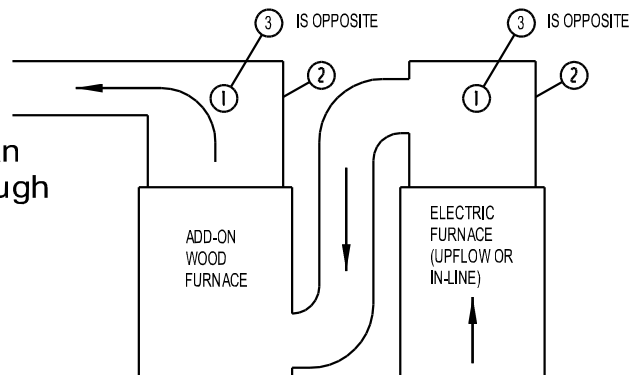 3 IS OPPOSITE
3 IS OPPOSITE
2
2
1
1
ugh
ADD-ON
WOOD
FURNACE
ELECTRIC
FURNACE
(UPFLOW OR
IN-LINE)